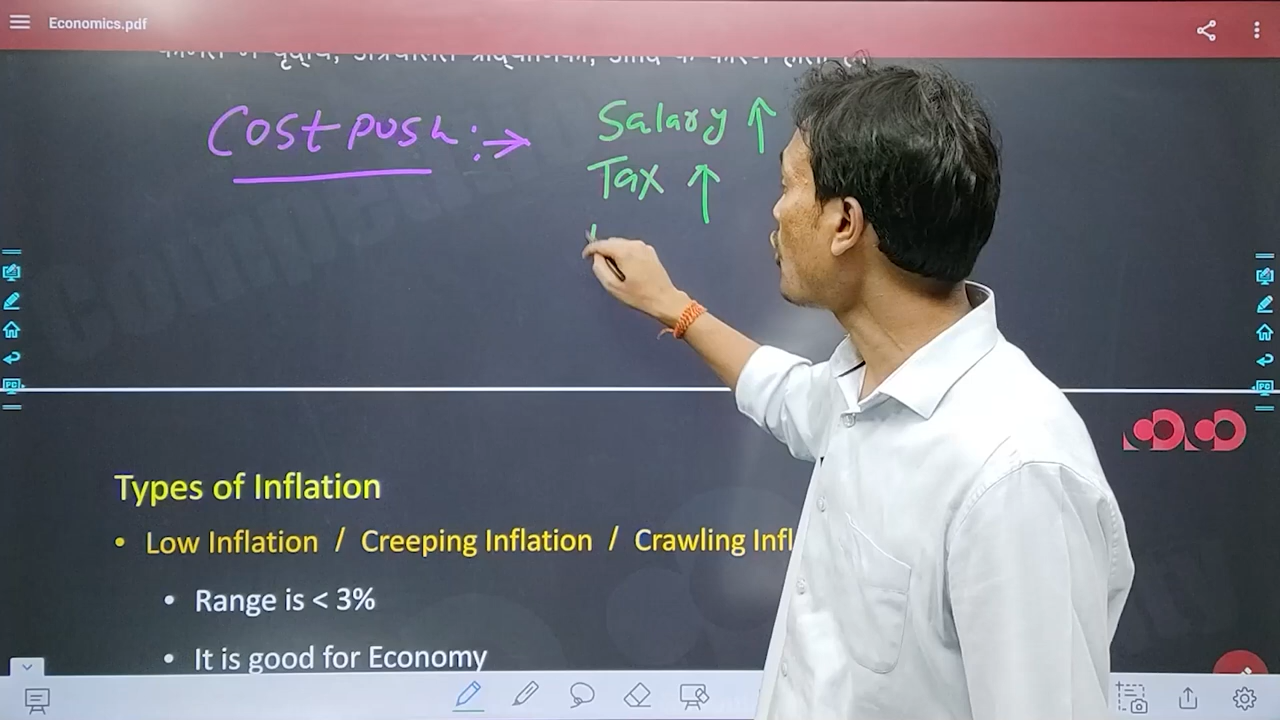 Economics.pdf
Cost push :→ Salary ↑
Tax ↑
Types of Inflation
• Low Inflation / Creeping Inflation / Crawling Infl
• Range is < 3%
• It is good for Economy